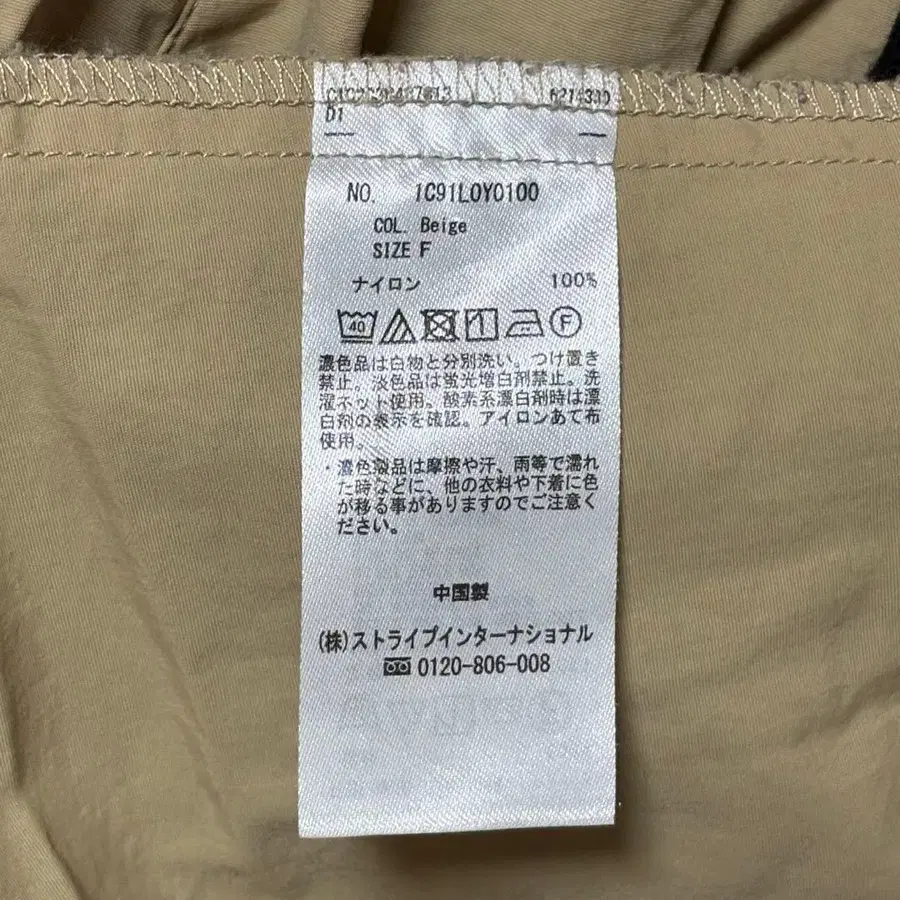 D1
NO. 1C91L0Y0100
COL. Beige
SIZE F
ナイロン 100%
40 F
濃色品は白物と分別洗い。つけ置き
禁止。淡色品は蛍光増白剤禁止。洗
濯ネット使用。酸素系漂白剤時は漂
白剤の表示を確認。アイロンあて布
使用。
・濃色製品は摩擦や汗、雨等で濡れ
た時などに、他の衣料や下着に色
が移る事がありますのでご注意く
ださい。
中国製
(株)ストライプインターナショナル
0120-806-008